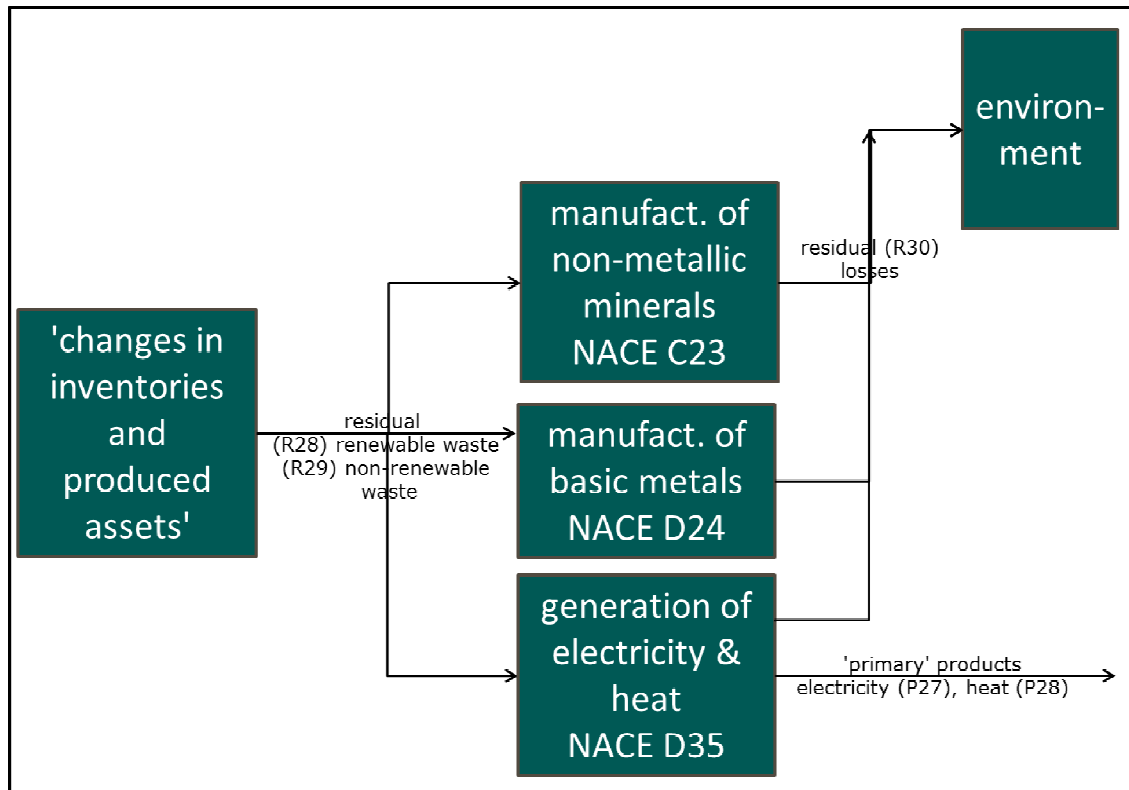 environ-
ment
manufact. of
non-metallic
minerals
NACE C23
residual (R30)
losses
'changes in
inventories
and
produced
assets'
residual
(R28) renewable waste
(R29) non-renewable
waste
manufact. of
basic metals
NACE D24
generation of
electricity &
heat
NACE D35
'primary' products
electricity (P27), heat (P28)